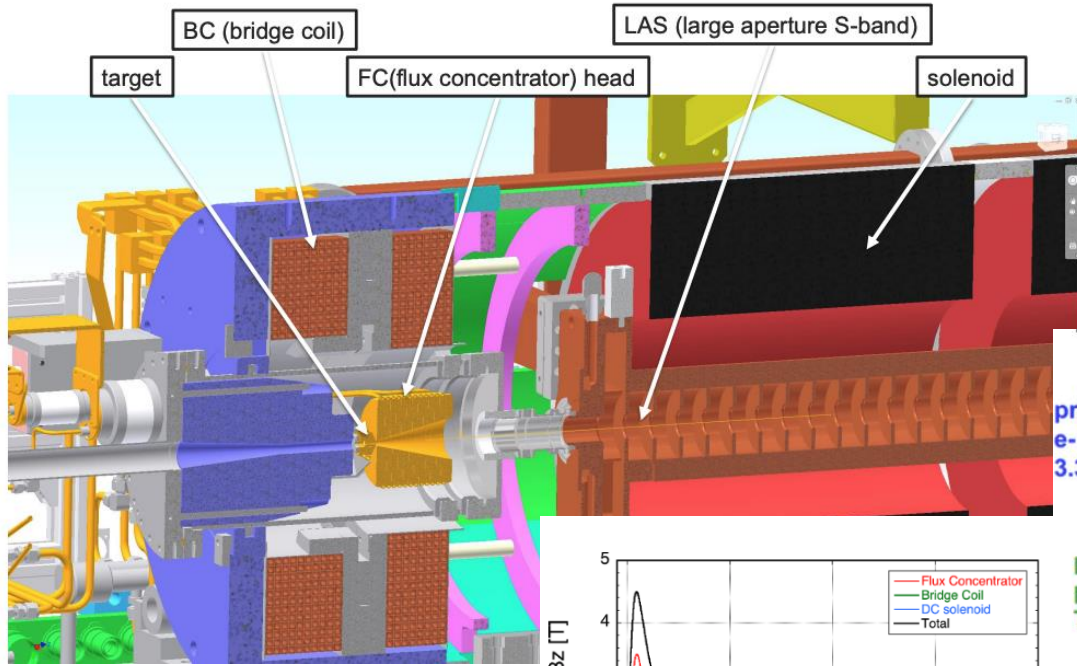 BC (bridge coil)
LAS (large aperture S-band)
target
FC(flux concentrator) head
solenoid
e-
5
4
Bz [T]
Flux Concentrator
Bridge Coil
DC solenoid
Total